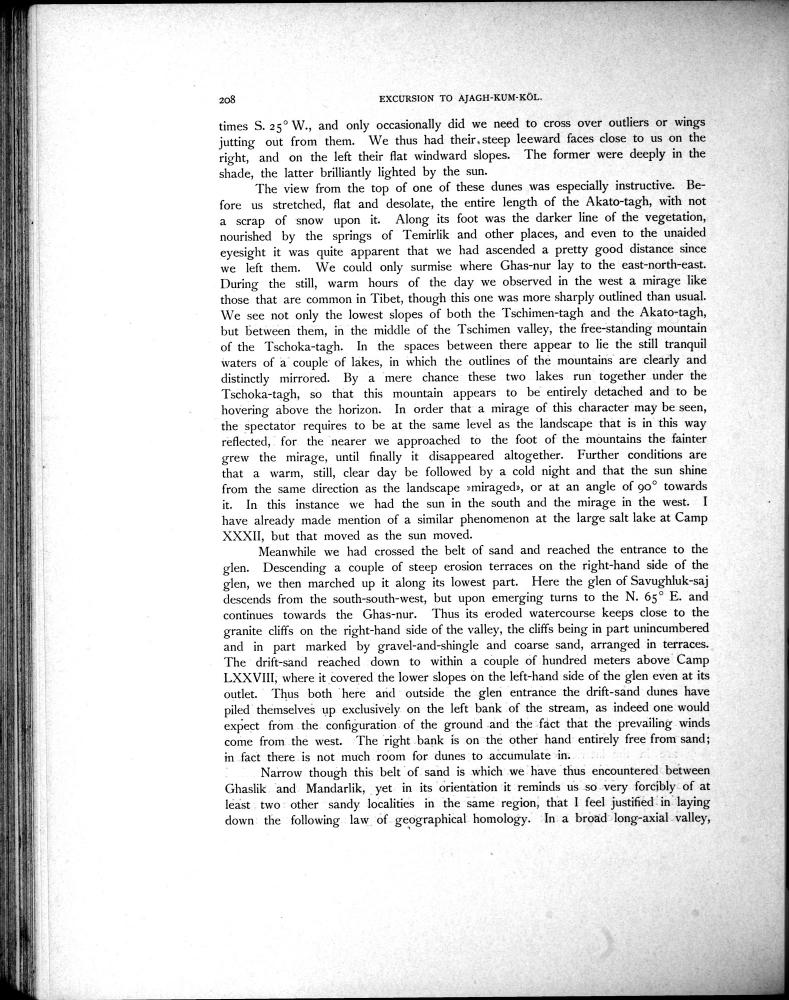 208 EXCURSION TO AJAGH-KUM-KÖL.
times S. 25° W., and only occasionally did we need to cross over outliers or wings
jutting out from them. We thus had their steep leeward faces close to us on the
right, and on the left their flat windward slopes. The former were deeply in the
shade, the latter brilliantly lighted by the sun.
The view from the top of one of these dunes was especially instructive. Be-
fore us stretched, flat and desolate, the entire length of the Akato-tagh, with not
a scrap of snow upon it. Along its foot was the darker line of the vegetation,
nourished by the springs of Temirlik and other places, and even to the unaided
eyesight it was quite apparent that we had ascended a pretty good distance since
we left them. We could only surmise where Ghas-nur lay to the east-north-east.
During the still, warm hours of the day we observed in the west a mirage like
those that are common in Tibet, though this one was more sharply outlined than usual.
We see not only the lowest slopes of both the Tschimen-tagh and the Akato-tagh,
but between them, in the middle of the Tschimen valley, the free-standing mountain
of the Tschoka-tagh. In the spaces between there appear to lie the still tranquil
waters of a couple of lakes, in which the outlines of the mountains are clearly and
distinctly mirrored. By a mere chance these two lakes run together under the
Tschoka-tagh, so that this mountain appears to be entirely detached and to be
hovering above the horizon. In order that a mirage of this character may be seen,
the spectator requires to be at the same level as the landscape that is in this way
reflected, for the nearer we approached to the foot of the mountains the fainter
grew the mirage, until finally it disappeared altogether. Further conditions are
that a warm, still, clear day be followed by a cold night and that the sun shine
from the same direction as the landscape »miraged», or at an angle of 90° towards
it. In this instance we had the sun in the south and the mirage in the west. I
have already made mention of a similar phenomenon at the large salt lake at Camp
XXXII, but that moved as the sun moved.
Meanwhile we had crossed the belt of sand and reached the entrance to the
glen. Descending a couple of steep erosion terraces on the right-hand side of the
glen, we then marched up it along its lowest part. Here the glen of Savughluk-saj
descends from the south-south-west, but upon emerging turns to the N. 65° E. and
continues towards the Ghas-nur. Thus its eroded watercourse keeps close to the
granite cliffs on the right-hand side of the valley, the cliffs being in part unincumbered
and in part marked by gravel-and-shingle and coarse sand, arranged in terraces.
The drift-sand reached down to within a couple of hundred meters above Camp
LXXVIII, where it covered the lower slopes on the left-hand side of the glen even at its
outlet. Thus both here and outside the glen entrance the drift-sand dunes have
piled themselves up exclusively on the left bank of the stream, as indeed one would
expect from the configuration of the ground and the fact that the prevailing winds
come from the west. The right bank is on the other hand entirely free from sand;
in fact there is not much room for dunes to accumulate in.
Narrow though this belt of sand is which we have thus encountered between
Ghaslik and Mandarlik, yet in its orientation it reminds us so very forcibly of at
least two other sandy localities in the same region, that I feel justified in laying
down the following law of geographical homology. In a broad long-axial valley,